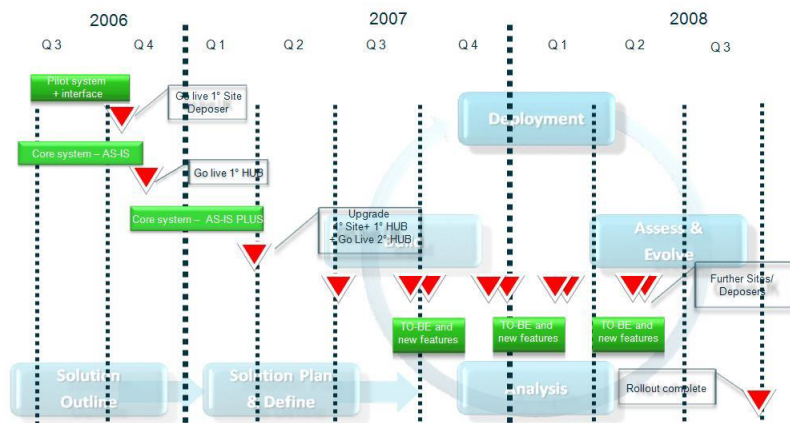 2006
2007
2008
Q 3
Q 4
Q 1
Q 2
Q 3
Q 4
Q 1
Q 2
Q 3
Pilot system
+ interface
Go live 1° Site
Deposer
Deployment
Core system – AS-IS
Go live 1° HUB
Core system – AS-IS PLUS
Upgrade
1° Site+ 1° HUB
+ Go Live 2° HUB
Assess &
Evolve
Further Sites/
Deposers
TO-BE and
new features
TO-BE and
new features
TO-BE and
new features
Solution
Outline
Solution Plan
& Define
Analysis
Rollout complete